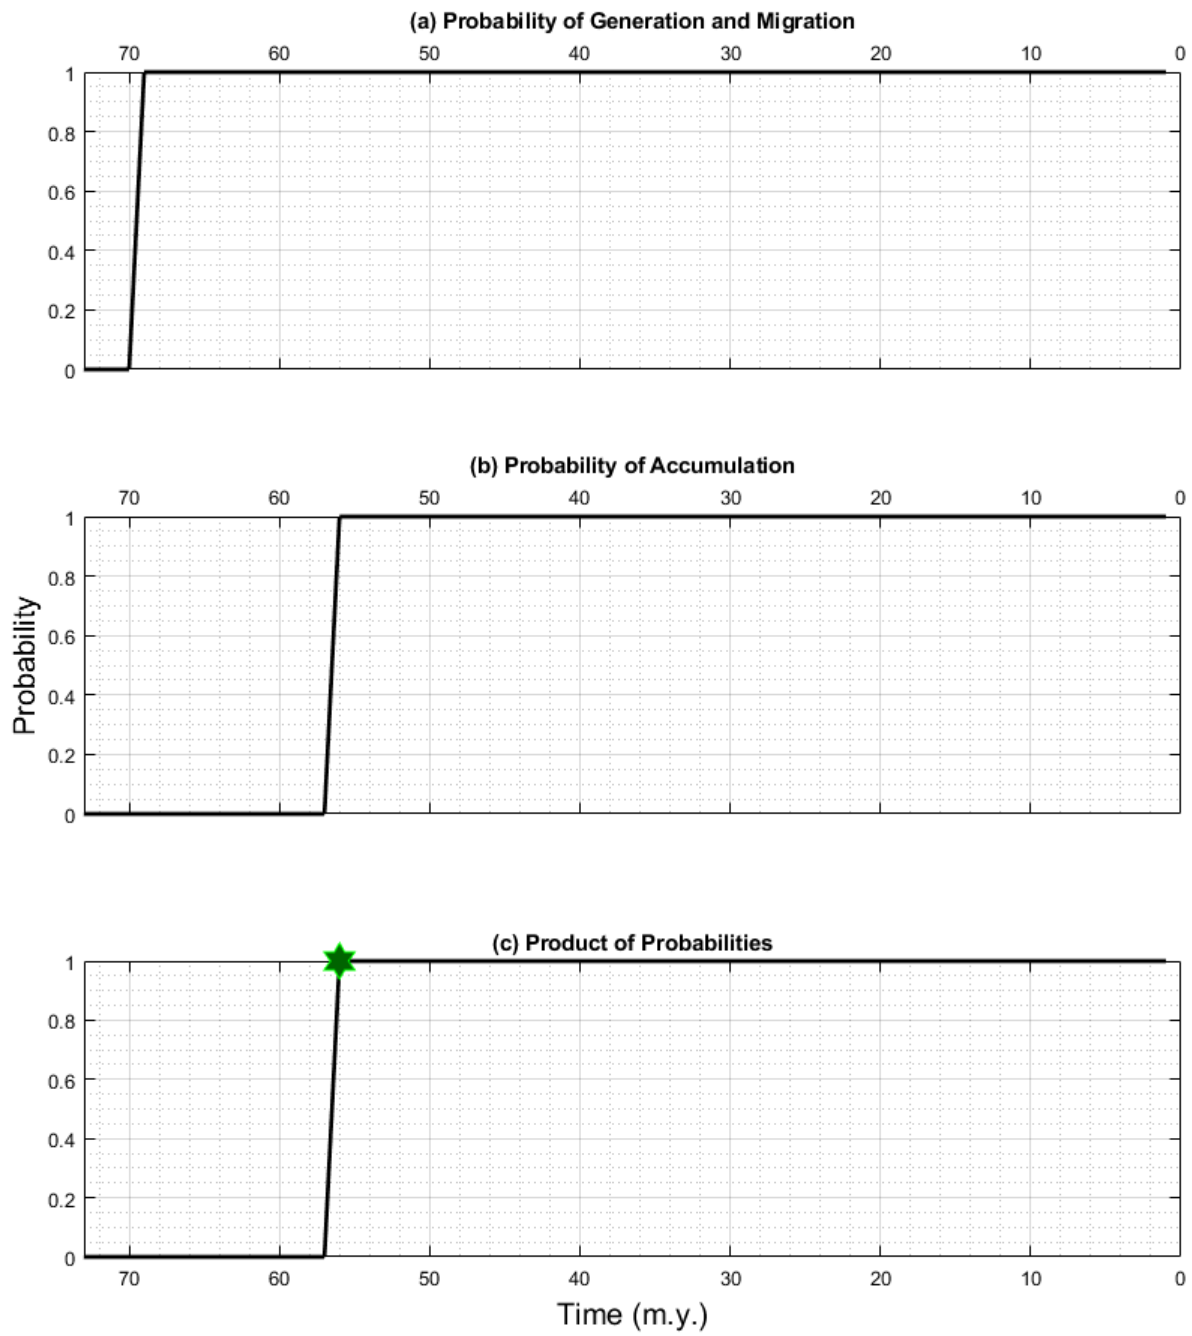 (a) Probability of Generation and Migration
70 60 50 40 30 20 10 0
1
0.8
0.6
0.4
0.2
0
(b) Probability of Accumulation
70 60 50 40 30 20 10 0
1
0.8
0.6
0.4
0.2
0
Probability
(c) Product of Probabilities
1
0.8
0.6
0.4
0.2
0
70 60 50 40 30 20 10 0
Time (m.y.)